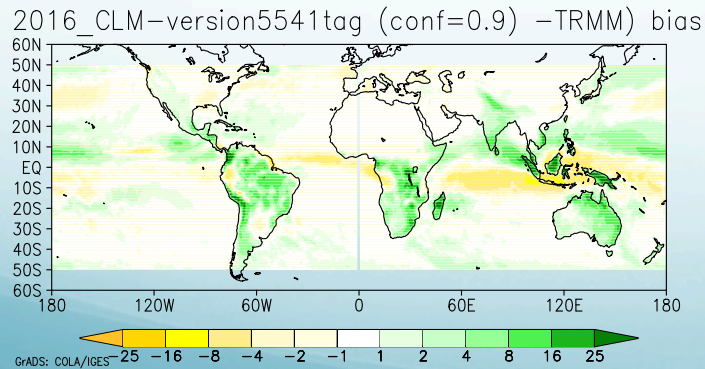 2016_CLM-version5541tag (conf=0.9) -TRMM) bias
60N
50N
40N
30N
20N
10N
EQ
10S
20S
30S
40S
50S
60S
180 120W 60W 0 60E 120E 180
-25 -16 -8 -4 -2 -1 1 2 4 8 16 25
GrADS: COLA/IGES